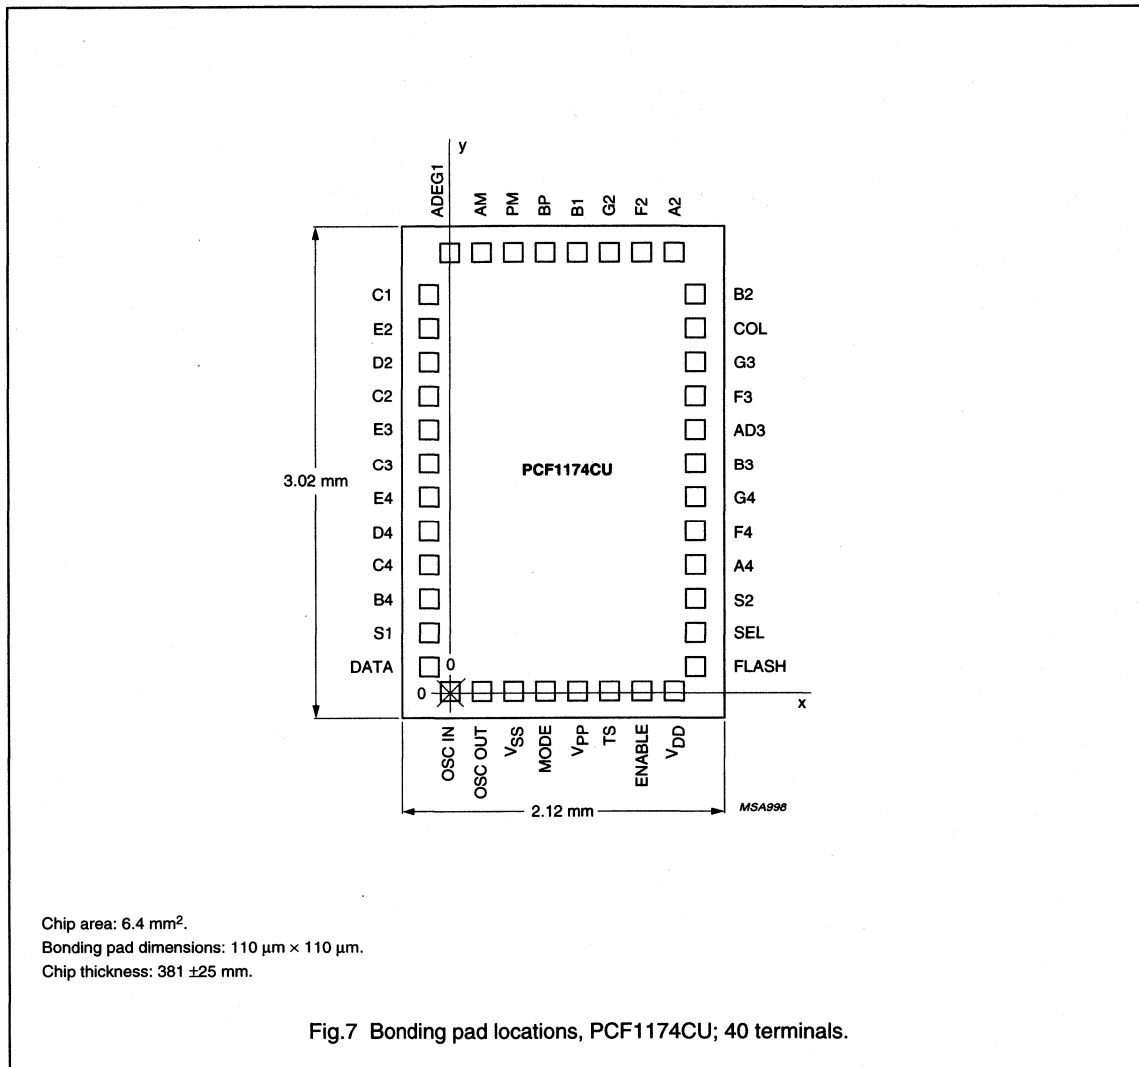 y
ADEG1
AM
PM
BP
B1
G2
F2
A2
C1
E2
D2
C2
E3
C3
E4
D4
C4
B4
S1
DATA
3.02 mm
PCF1174CU
B2
COL
G3
F3
AD3
B3
G4
F4
A4
S2
SEL
FLASH
0
0
x
OSC IN
OSC OUT
VSS
MODE
VPP
TS
ENABLE
VDD
2.12 mm
MSA998
Chip area: 6.4 mm².
Bonding pad dimensions: 110 µm × 110 µm.
Chip thickness: 381 ±25 mm.
Fig.7 Bonding pad locations, PCF1174CU; 40 terminals.